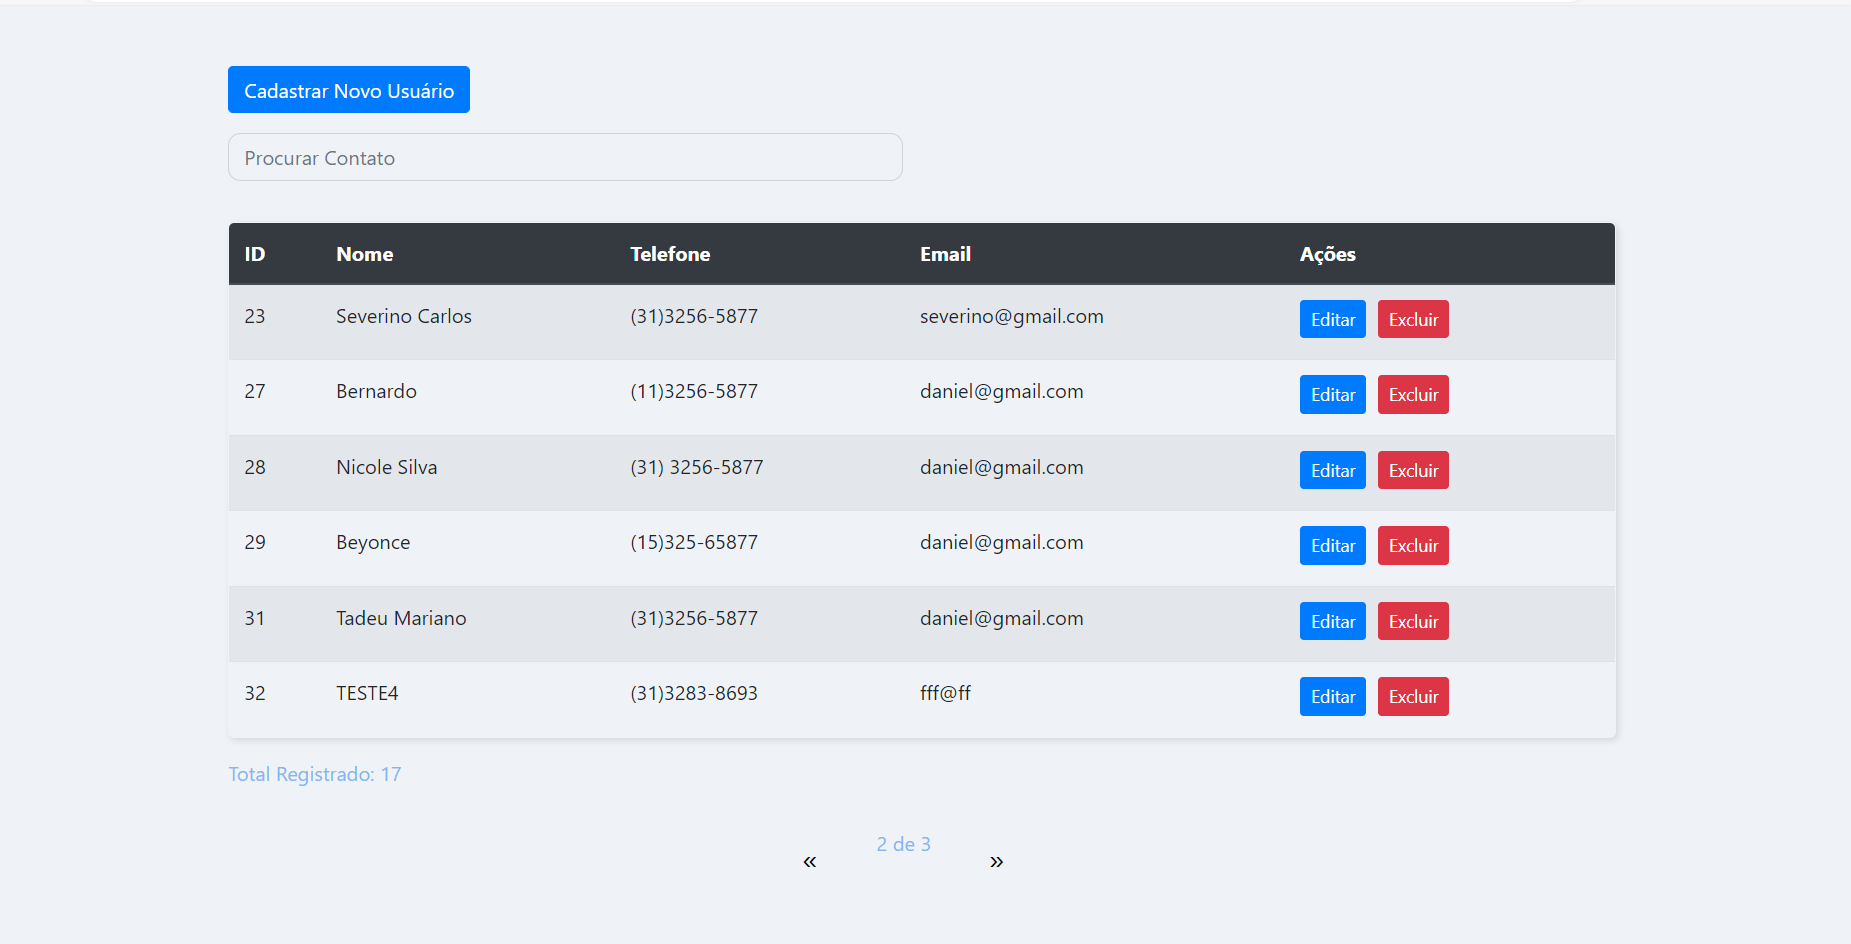 Cadastrar Novo Usuário
Procurar Contato
ID Nome Telefone Email Ações
23 Severino Carlos (31)3256-5877 severino@gmail.com Editar Excluir
27 Bernardo (11)3256-5877 daniel@gmail.com Editar Excluir
28 Nicole Silva (31) 3256-5877 daniel@gmail.com Editar Excluir
29 Beyonce (15)325-65877 daniel@gmail.com Editar Excluir
31 Tadeu Mariano (31)3256-5877 daniel@gmail.com Editar Excluir
32 TESTE4 (31)3283-8693 fff@ff Editar Excluir
Total Registrado: 17
« 2 de 3 »